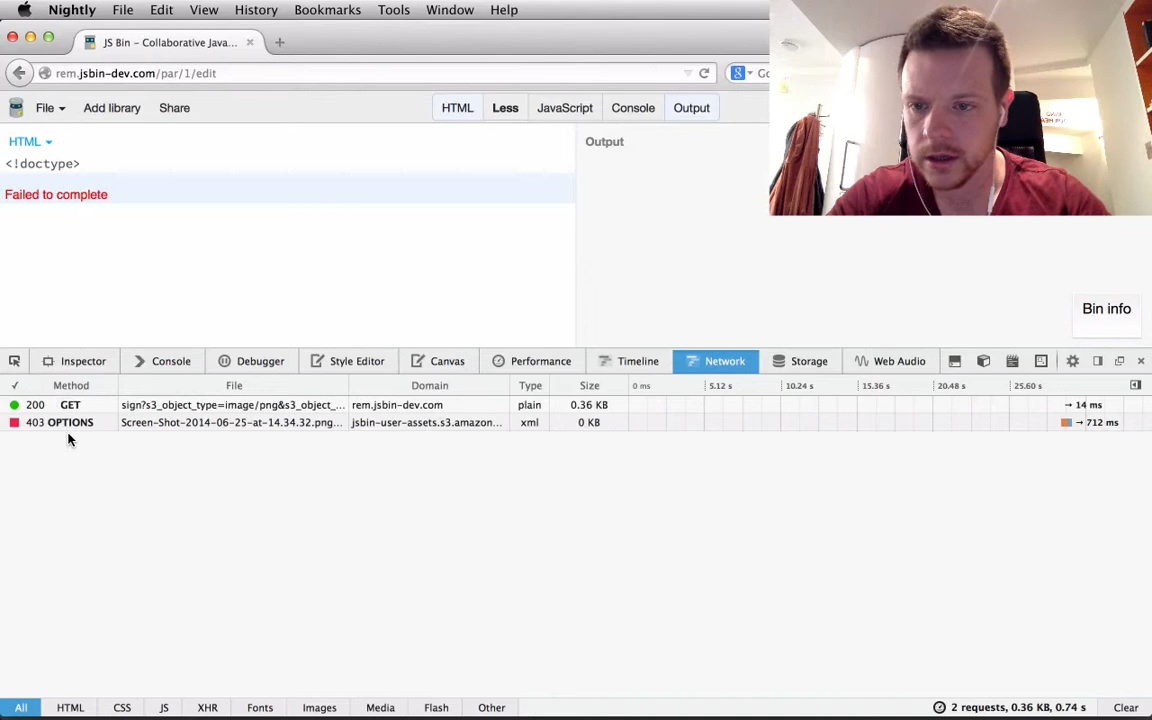 Nightly File Edit View History Bookmarks Tools Window Help
JS Bin - Collaborative Java...
rem.jsbin-dev.com/par/1/edit
File Add library Share HTML Less JavaScript Console Output
HTML
Output
<!doctype>
Failed to complete
Bin info
Inspector Console Debugger Style Editor Canvas Performance Timeline Network Storage Web Audio
✓ Method File Domain Type Size 0 ms 5.12 s 10.24 s 15.36 s 20.48 s 25.60 s
200 GET sign?s3_object_type=image/png&s3_object_... rem.jsbin-dev.com plain 0.36 KB → 14 ms
403 OPTIONS Screen-Shot-2014-06-25-at-14.34.32.png... jsbin-user-assets.s3.amazon... xml 0 KB → 712 ms
All HTML CSS JS XHR Fonts Images Media Flash Other 2 requests, 0.36 KB, 0.74 s Clear